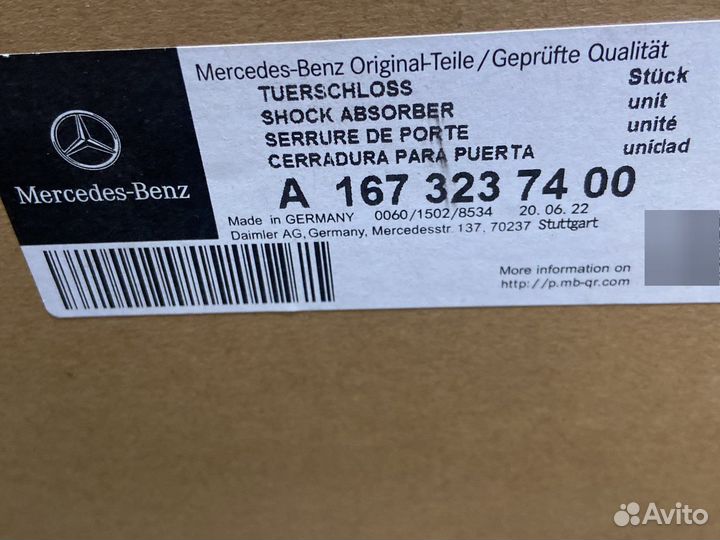 Mercedes-Benz Original-Teile / Geprüfte Qualität
TUERSCHLOSS Stück
SHOCK ABSORBER unit
SERRURE DE PORTE unité
CERRADURA PARA PUERTA unidad
A 167 323 74 00
Mercedes-Benz
Made in GERMANY 0060/1502/8534 20.06.22
Daimler AG, Germany, Mercedesstr. 137, 70237 Stuttgart
More information on
http://p.mb-qr.com
Avito